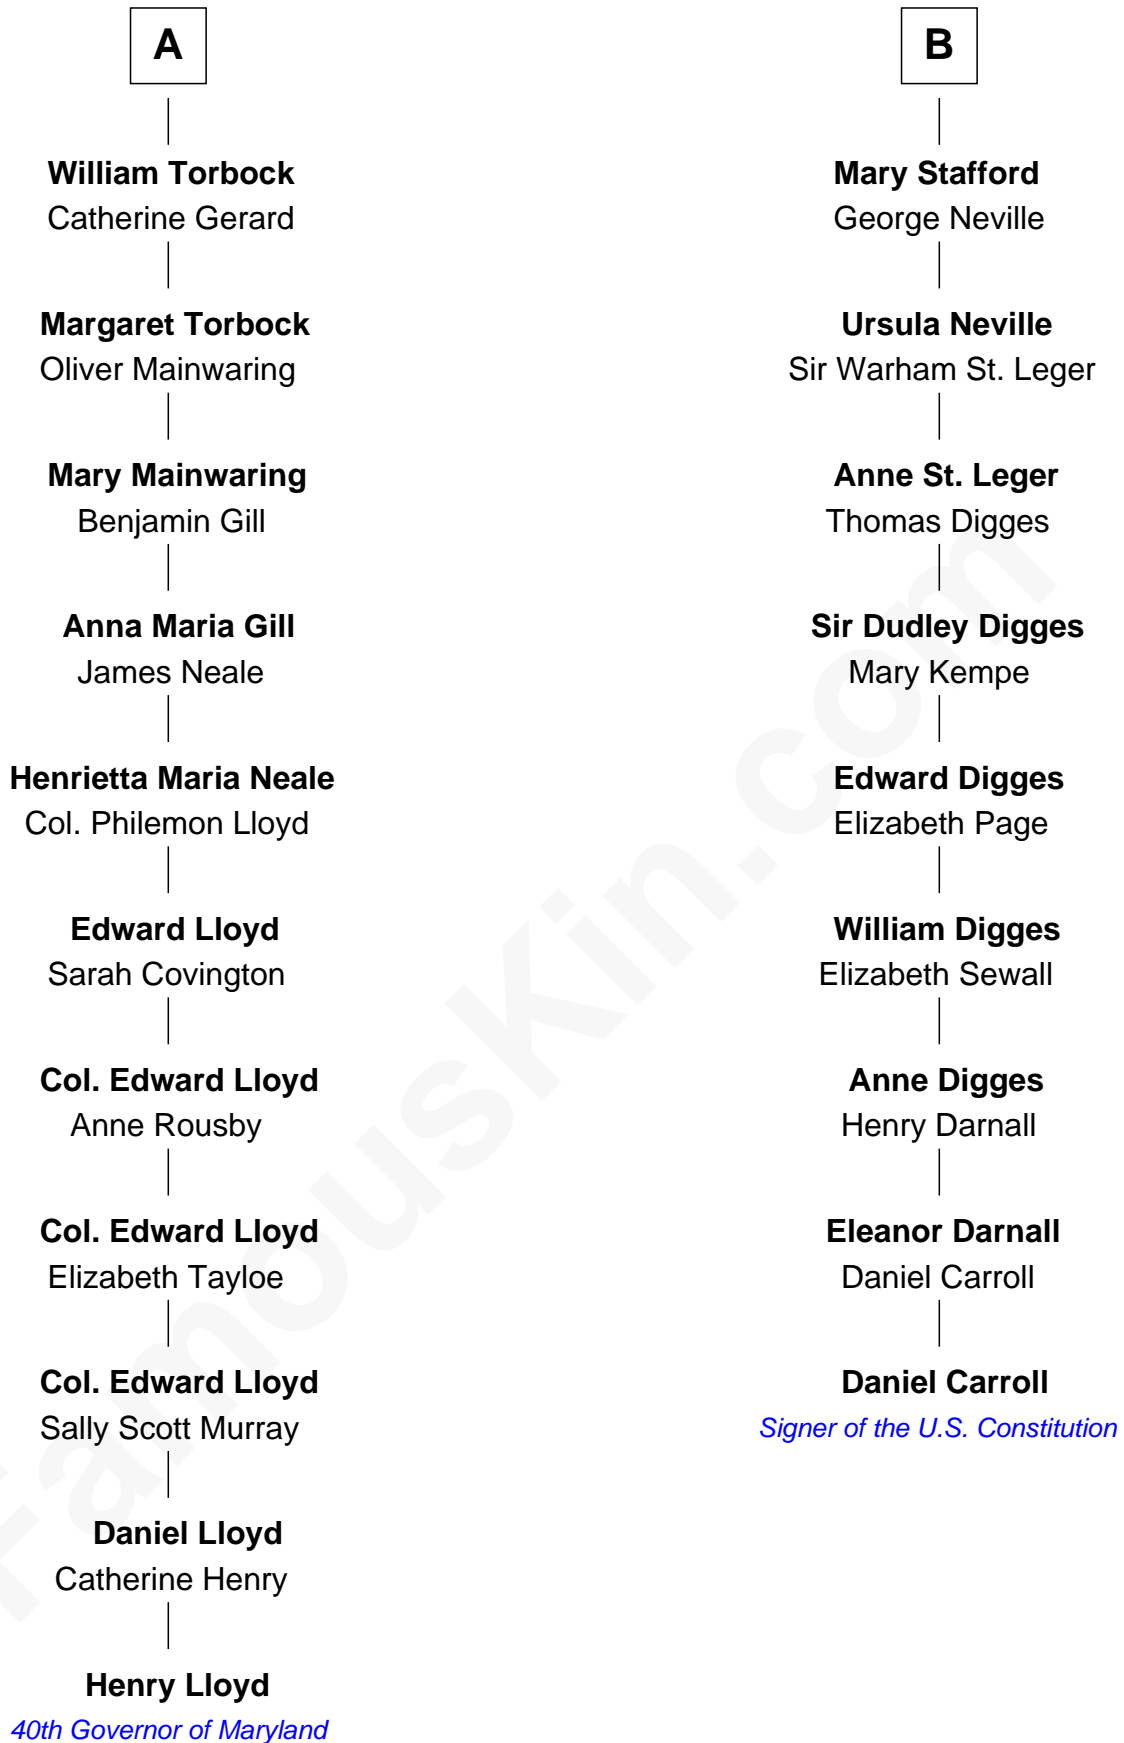 A
William Torbock
Catherine Gerard
Margaret Torbock
Oliver Mainwaring
Mary Mainwaring
Benjamin Gill
Anna Maria Gill
James Neale
Henrietta Maria Neale
Col. Philemon Lloyd
Edward Lloyd
Sarah Covington
Col. Edward Lloyd
Anne Rousby
Col. Edward Lloyd
Elizabeth Tayloe
Col. Edward Lloyd
Sally Scott Murray
Daniel Lloyd
Catherine Henry
Henry Lloyd
40th Governor of Maryland
B
Mary Stafford
George Neville
Ursula Neville
Sir Warham St. Leger
Anne St. Leger
Thomas Digges
Sir Dudley Digges
Mary Kempe
Edward Digges
Elizabeth Page
William Digges
Elizabeth Sewall
Anne Digges
Henry Darnall
Eleanor Darnall
Daniel Carroll
Daniel Carroll
Signer of the U.S. Constitution
FamousKin.com